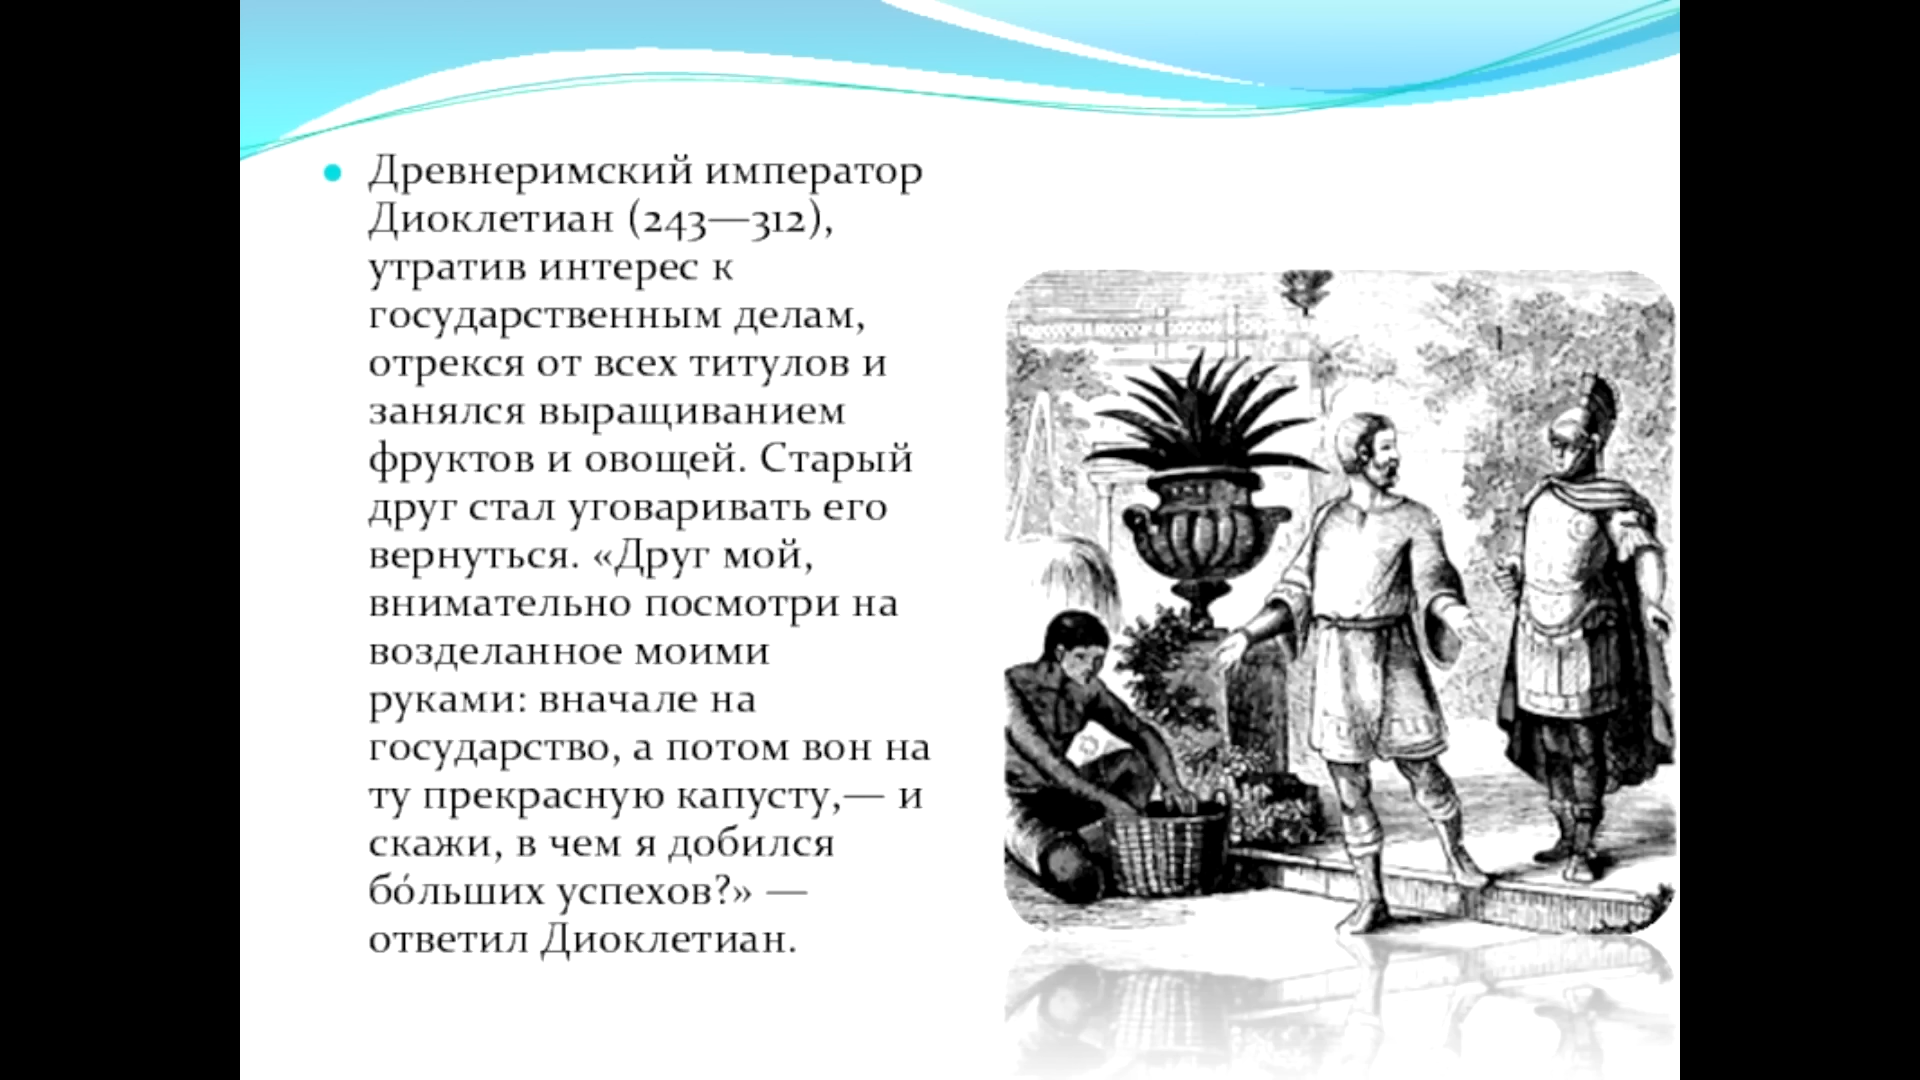 Древнеримский император
Диоклетиан (243—312),
утратив интерес к
государственным делам,
отрекся от всех титулов и
занялся выращиванием
фруктов и овощей. Старый
друг стал уговаривать его
вернуться. «Друг мой,
внимательно посмотри на
возделанное моими
руками: вначале на
государство, а потом вон на
ту прекрасную капусту,— и
скажи, в чем я добился
бо́льших успехов?» —
ответил Диоклетиан.